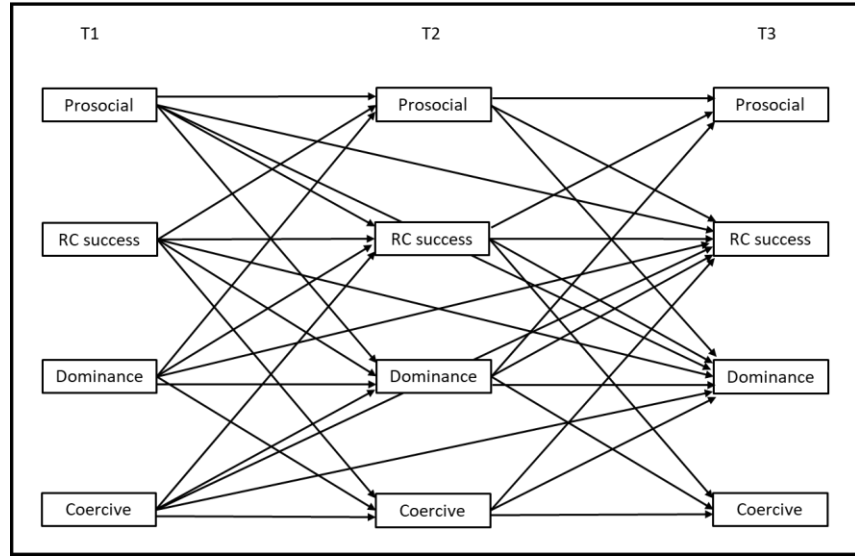 T1 T2 T3
Prosocial Prosocial Prosocial
RC success RC success RC success
Dominance Dominance Dominance
Coercive Coercive Coercive